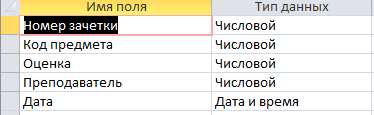 Имя поля Тип данных
Номер зачетки Числовой
Код предмета Числовой
Оценка Числовой
Преподаватель Числовой
Дата Дата и время